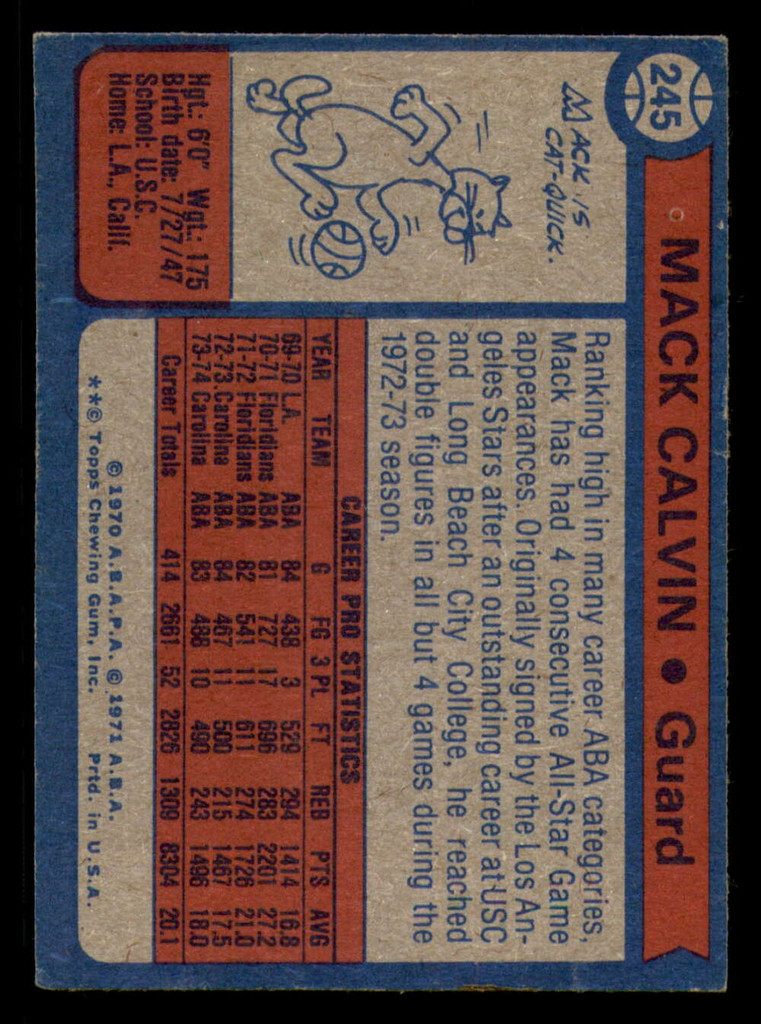 245
MACK CALVIN • Guard
MACK IS
CAT-QUICK.
Hgt.: 6'0" Wgt.: 175
Birth date: 7/27/47
School: U.S.C.
Home: L.A., Calif.
Ranking high in many career ABA categories,
Mack has had 4 consecutive All-Star Game
appearances. Originally signed by the Los An-
geles Stars after an outstanding career at USC
and Long Beach City College, he reached
double figures in all but 4 games during the
1972-73 season.
CAREER PRO STATISTICS
YEAR TEAM G FG 3 PL FT REB PTS AVG
69-70 L.A. ABA 84 438 3 529 294 1414 16.8
70-71 Floridians ABA 81 727 17 696 283 2201 27.2
71-72 Floridians ABA 82 541 11 611 274 1726 21.0
72-73 Carolina ABA 84 467 11 500 215 1467 17.5
73-74 Carolina ABA 83 488 10 490 243 1496 18.0
Career Totals 414 2661 52 2826 1309 8304 20.1
© 1970 A.B.A.P.A. © 1971 A.B.A.
**© Topps Chewing Gum, Inc. Prtd. in U.S.A.